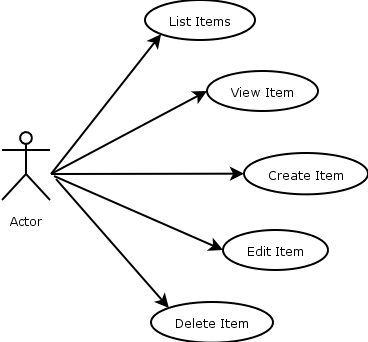 List Items
View Item
Create Item
Actor
Edit Item
Delete Item